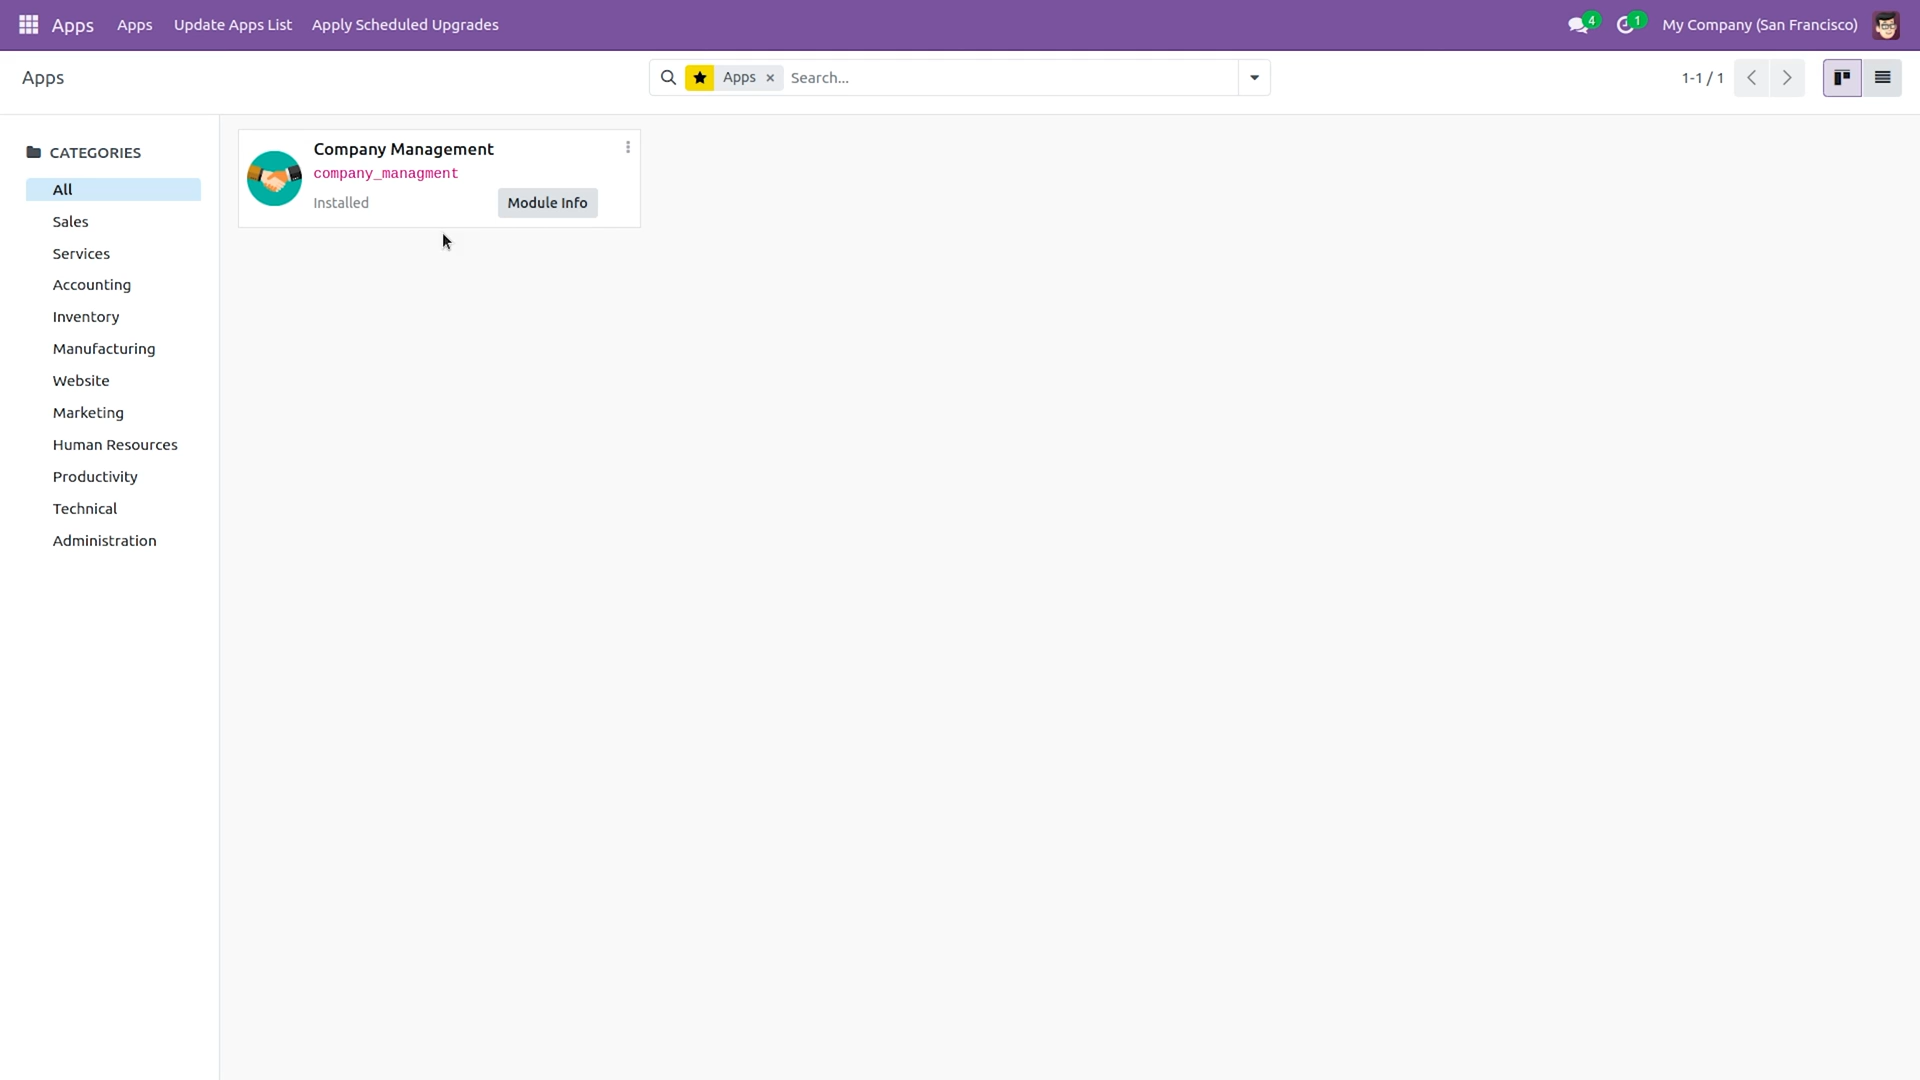 Apps Apps Update Apps List Apply Scheduled Upgrades 4 1 My Company (San Francisco)
Apps Apps × Search... 1-1 / 1
CATEGORIES
All
Sales
Services
Accounting
Inventory
Manufacturing
Website
Marketing
Human Resources
Productivity
Technical
Administration
Company Management
company_managment
Installed Module Info